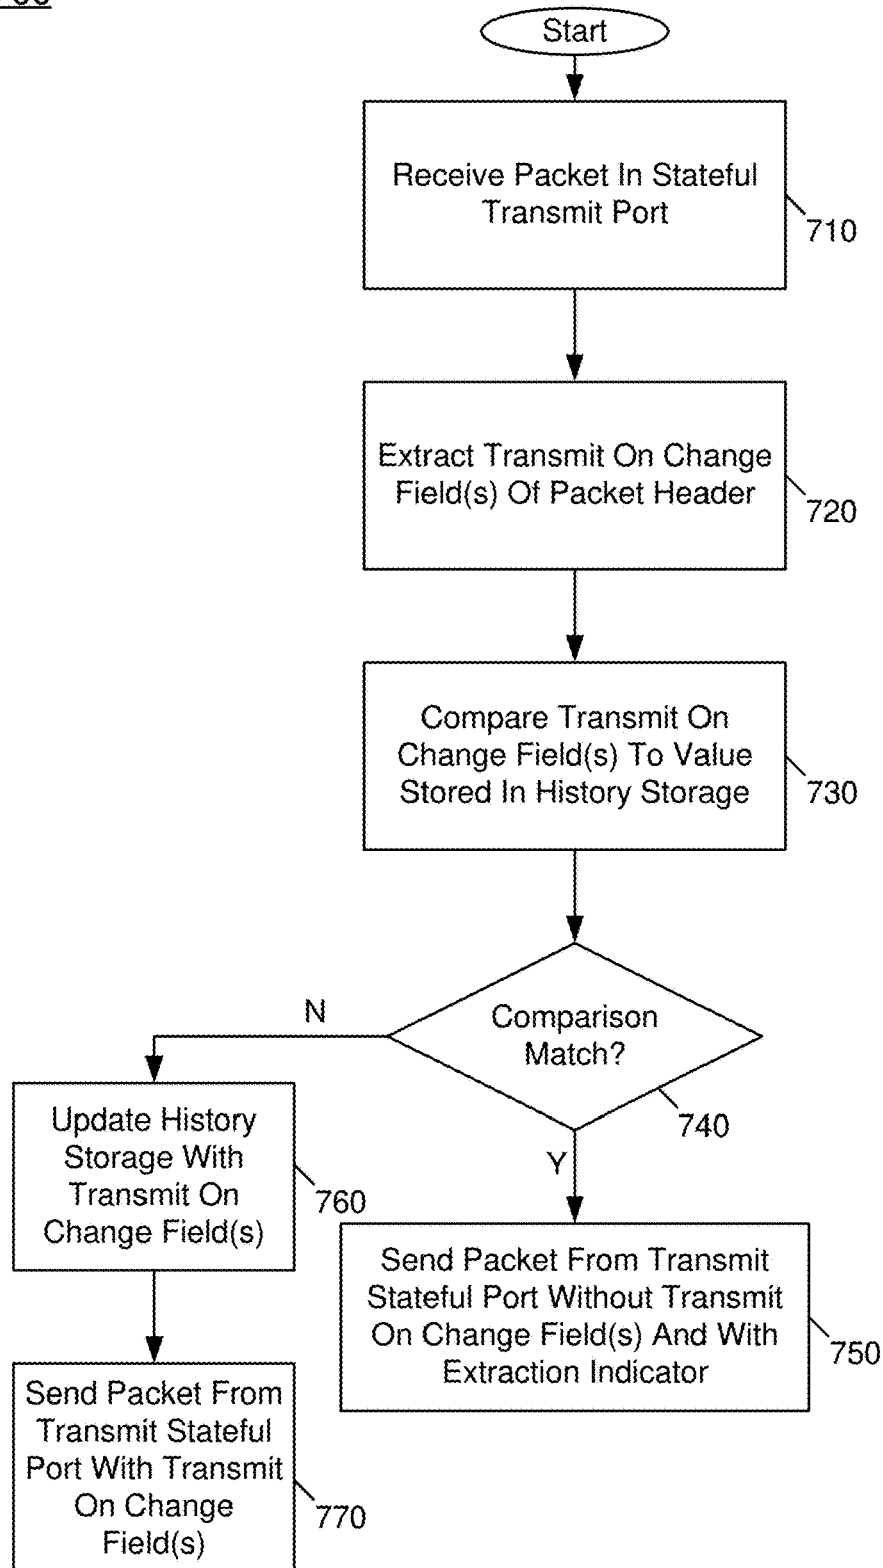 Start
Receive Packet In Stateful
Transmit Port
710
Extract Transmit On Change
Field(s) Of Packet Header
720
Compare Transmit On
Change Field(s) To Value
Stored In History Storage
730
Comparison
Match?
740
N
Y
Update History
Storage With
Transmit On
Change Field(s)
760
Send Packet From Transmit
Stateful Port Without Transmit
On Change Field(s) And With
Extraction Indicator
750
Send Packet From
Transmit Stateful
Port With Transmit
On Change
Field(s)
770